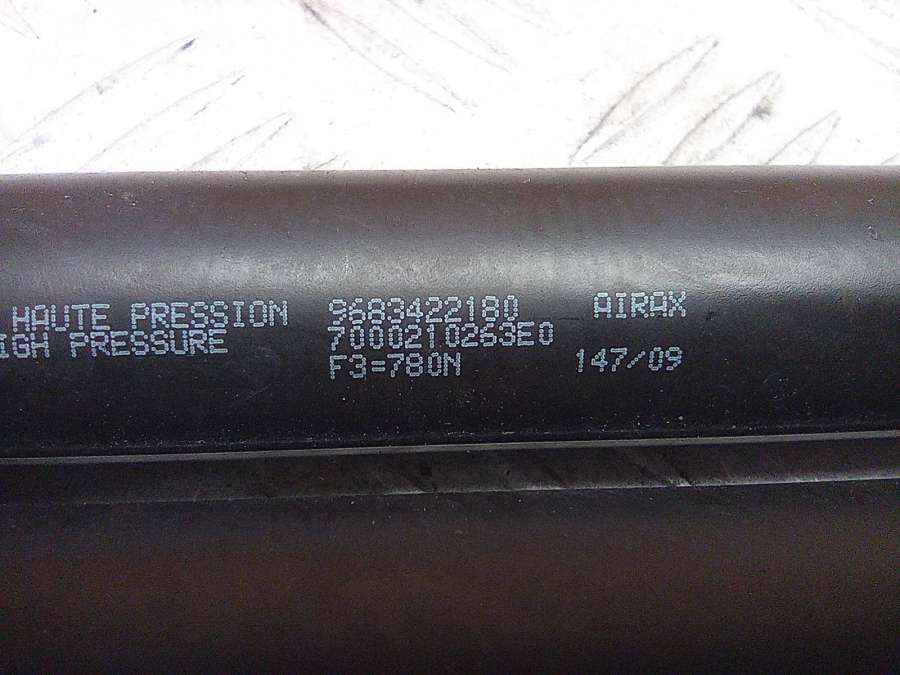 HAUTE PRESSION 9683422180 AIRAX
IGH PRESSURE 7000210263E0
F3=780N 147/09